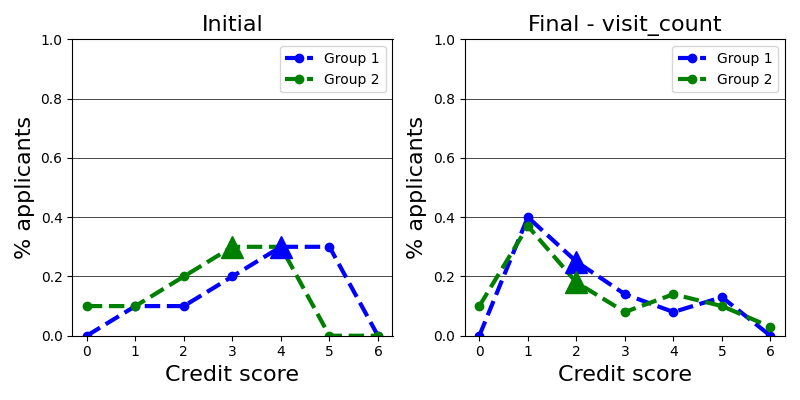 Initial
Final - visit_count
1.0
0.8
0.6
0.4
0.2
0.0
% applicants
Group 1
Group 2
0 1 2 3 4 5 6
Credit score
1.0
0.8
0.6
0.4
0.2
0.0
% applicants
Group 1
Group 2
0 1 2 3 4 5 6
Credit score